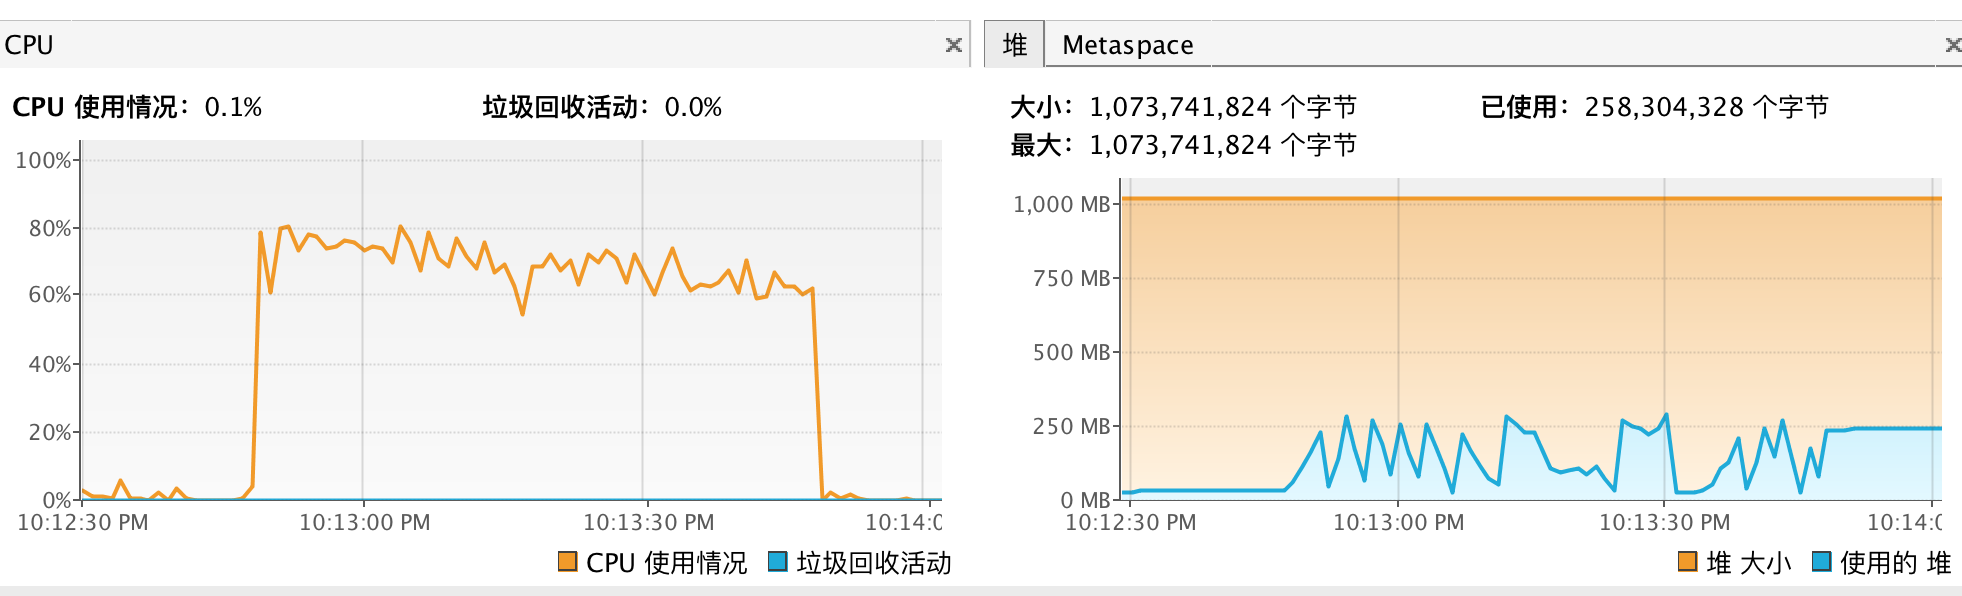 CPU
CPU 使用情况：0.1%
垃圾回收活动：0.0%
100%
80%
60%
40%
20%
0%
10:12:30 PM
10:13:00 PM
10:13:30 PM
10:14:0
CPU 使用情况
垃圾回收活动
堆
Metaspace
大小：1,073,741,824 个字节
已使用：258,304,328 个字节
最大：1,073,741,824 个字节
1,000 MB
750 MB
500 MB
250 MB
0 MB
10:12:30 PM
10:13:00 PM
10:13:30 PM
10:14:0
堆 大小
使用的 堆